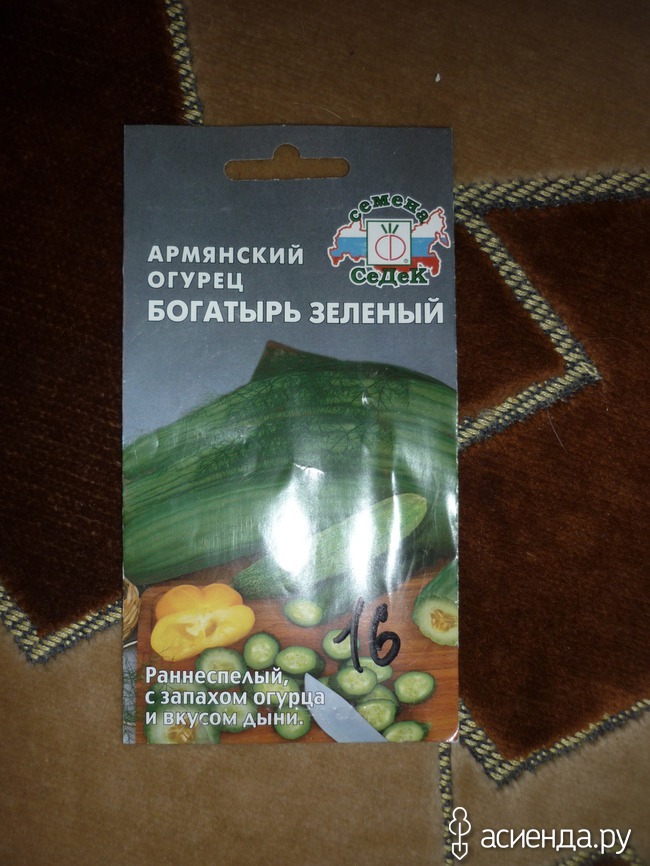 семена
СеДеК
АРМЯНСКИЙ
ОГУРЕЦ
БОГАТЫРЬ ЗЕЛЕНЫЙ
16
Раннеспелый,
с запахом огурца
и вкусом дыни.
асиенда.ру